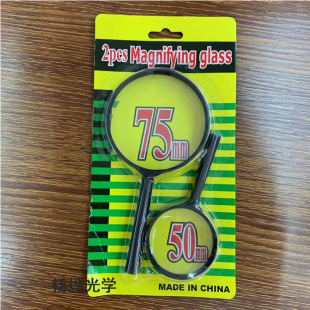 2pcs Magnifying glass
75mm
50mm
光学
MADE IN CHINA